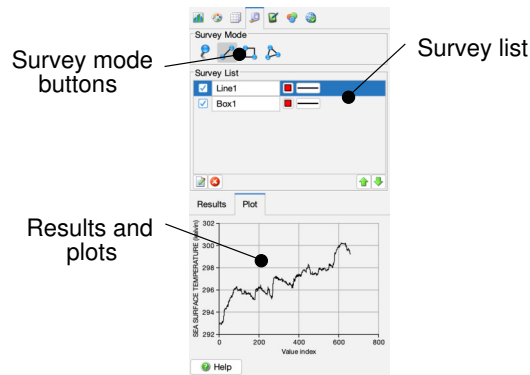 Survey Mode
Survey mode
buttons
Survey list
Survey List
Line1
Box1
Results Plot
Results and
plots
SEA SURFACE TEMPERATURE (kelvin)
302
300
298
296
294
292
0 200 400 600 800
Value index
Help